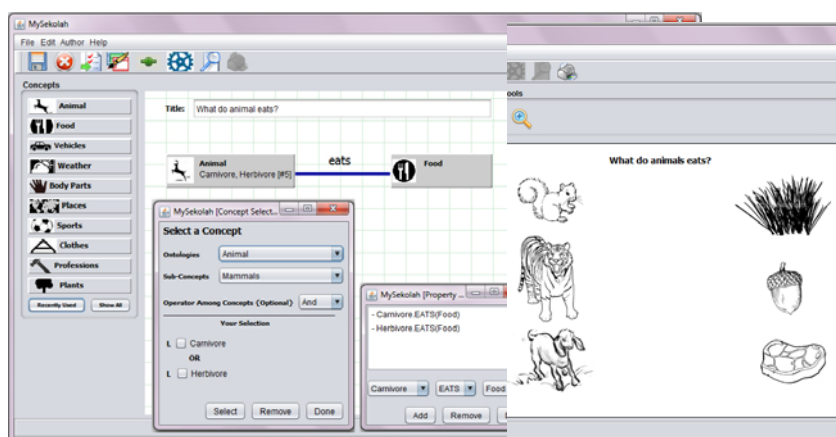 MySekolah
File Edit Author Help
Concepts
Animal
Food
Vehicles
Weather
Body Parts
Places
Sports
Clothes
Professions
Plants
Recently Used Show All
Title: What do animal eats?
Animal
Carnivore, Herbivore [#5]
eats
Food
MySekolah [Concept Select...
Select a Concept
Ontologies Animal
Sub-Concepts Mammals
Operator Among Concepts (Optional) And
Your Selection
Carnivore
OR
Herbivore
Select Remove Done
MySekolah [Property ...
- Carnivore.EATS(Food)
- Herbivore.EATS(Food)
Carnivore EATS Food
Add Remove
ools
What do animals eats?